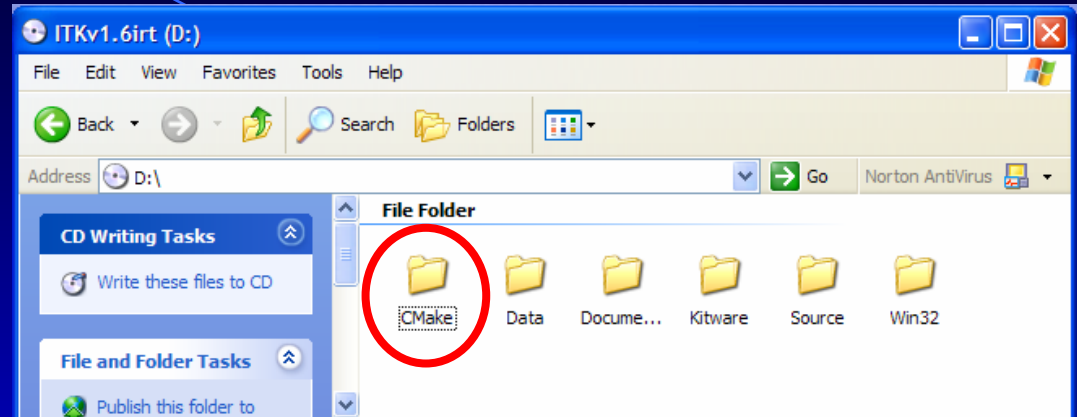 ITKv1.6irt (D:)
File Edit View Favorites Tools Help
Back Search Folders
Address D:\ Go Norton AntiVirus
File Folder
CD Writing Tasks
Write these files to CD
CMake Data Docume... Kitware Source Win32
File and Folder Tasks
Publish this folder to